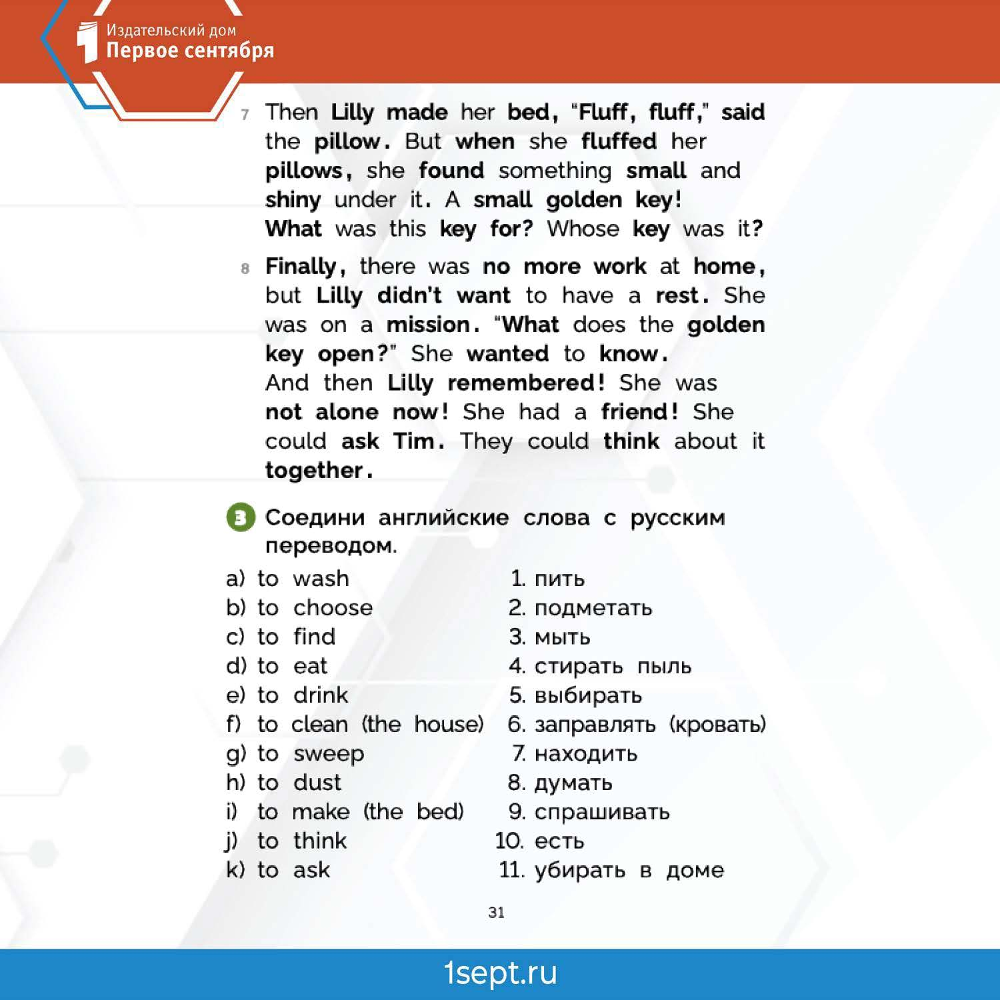 Издательский дом
Первое сентября
7 Then Lilly made her bed, “Fluff, fluff,” said
the pillow. But when she fluffed her
pillows, she found something small and
shiny under it. A small golden key!
What was this key for? Whose key was it?
8 Finally, there was no more work at home,
but Lilly didn’t want to have a rest. She
was on a mission. “What does the golden
key open?” She wanted to know.
And then Lilly remembered! She was
not alone now! She had a friend! She
could ask Tim. They could think about it
together.
3 Соедини английские слова с русским
переводом.
a) to wash 1. пить
b) to choose 2. подметать
c) to find 3. мыть
d) to eat 4. стирать пыль
e) to drink 5. выбирать
f) to clean (the house) 6. заправлять (кровать)
g) to sweep 7. находить
h) to dust 8. думать
i) to make (the bed) 9. спрашивать
j) to think 10. есть
k) to ask 11. убирать в доме
31
1sept.ru